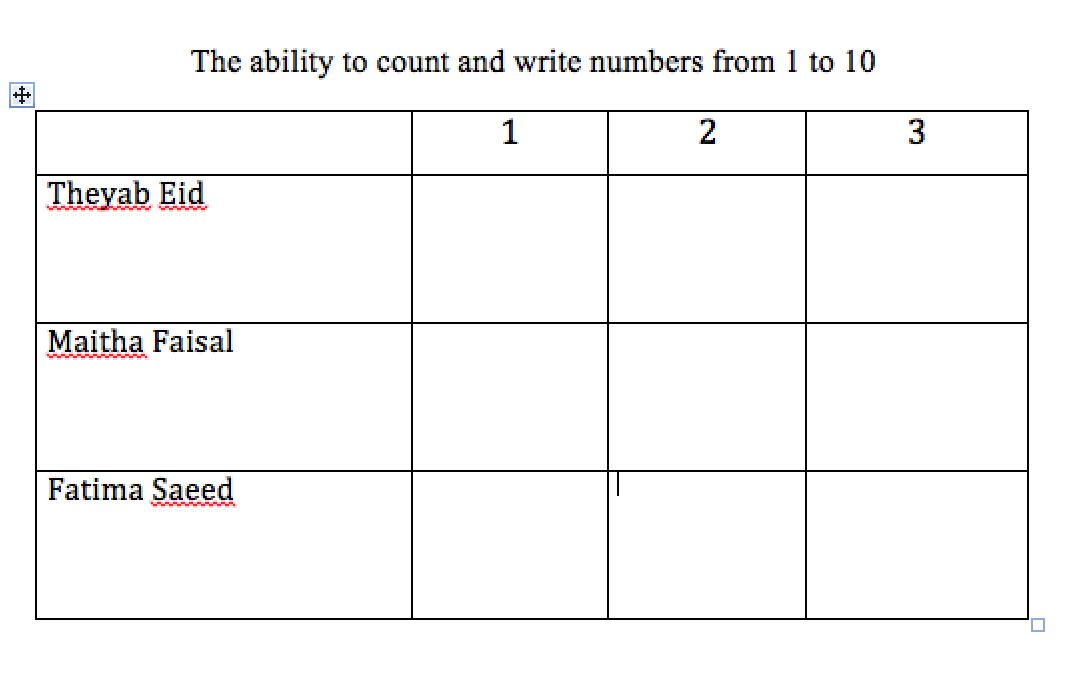 The ability to count and write numbers from 1 to 10
1 2 3
Theyab Eid
Maitha Faisal
Fatima Saeed